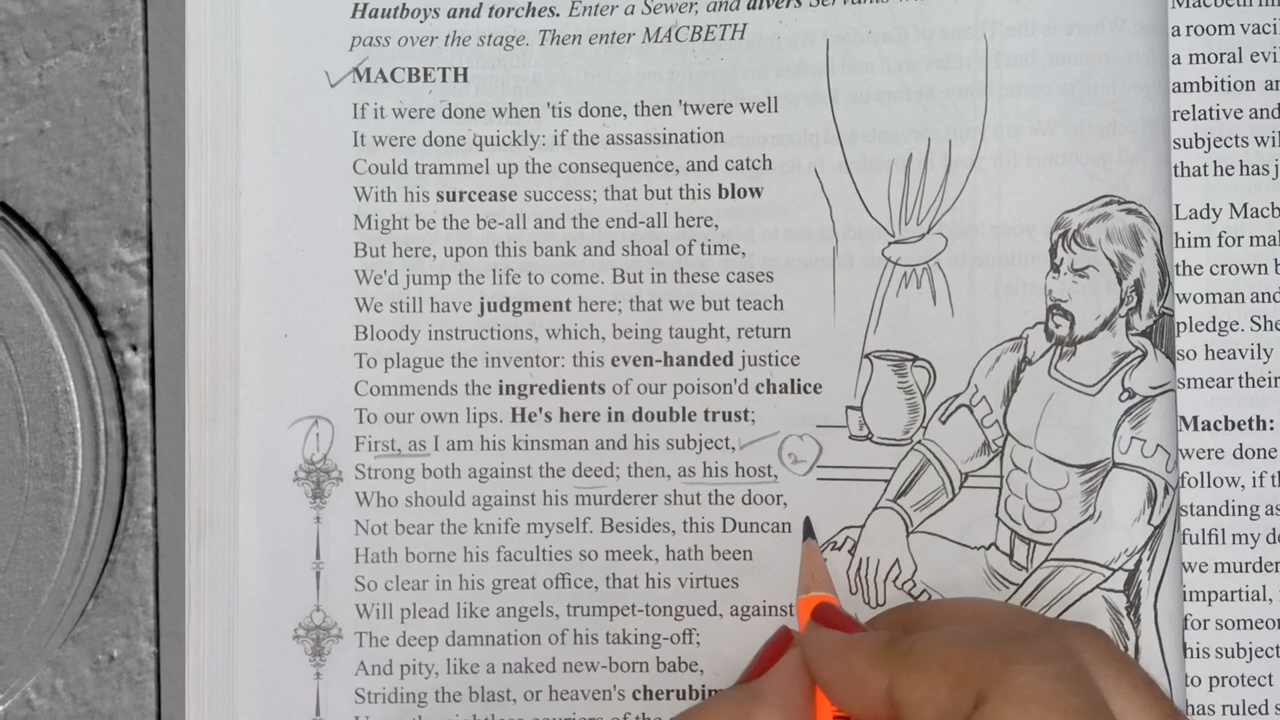 Hautboys and torches. Enter a Sewer, and divers
pass over the stage. Then enter MACBETH
MACBETH
If it were done when 'tis done, then 'twere well
It were done quickly: if the assassination
Could trammel up the consequence, and catch
With his surcease success; that but this blow
Might be the be-all and the end-all here,
But here, upon this bank and shoal of time,
We'd jump the life to come. But in these cases
We still have judgment here; that we but teach
Bloody instructions, which, being taught, return
To plague the inventor: this even-handed justice
Commends the ingredients of our poison'd chalice
To our own lips. He's here in double trust;
1
First, as I am his kinsman and his subject,
2
Strong both against the deed; then, as his host,
Who should against his murderer shut the door,
Not bear the knife myself. Besides, this Duncan
Hath borne his faculties so meek, hath been
So clear in his great office, that his virtues
Will plead like angels, trumpet-tongued, against
The deep damnation of his taking-off;
And pity, like a naked new-born babe,
Striding the blast, or heaven's
a room
a moral
ambition
relative and
subjects
that he has
Lady
him for
the crown
woman and
pledge. She
so heavily
smear their
Macbeth:
were done
follow, if
standing as
fulfil my
we murder
impartial,
for
his subject
to protect
has ruled